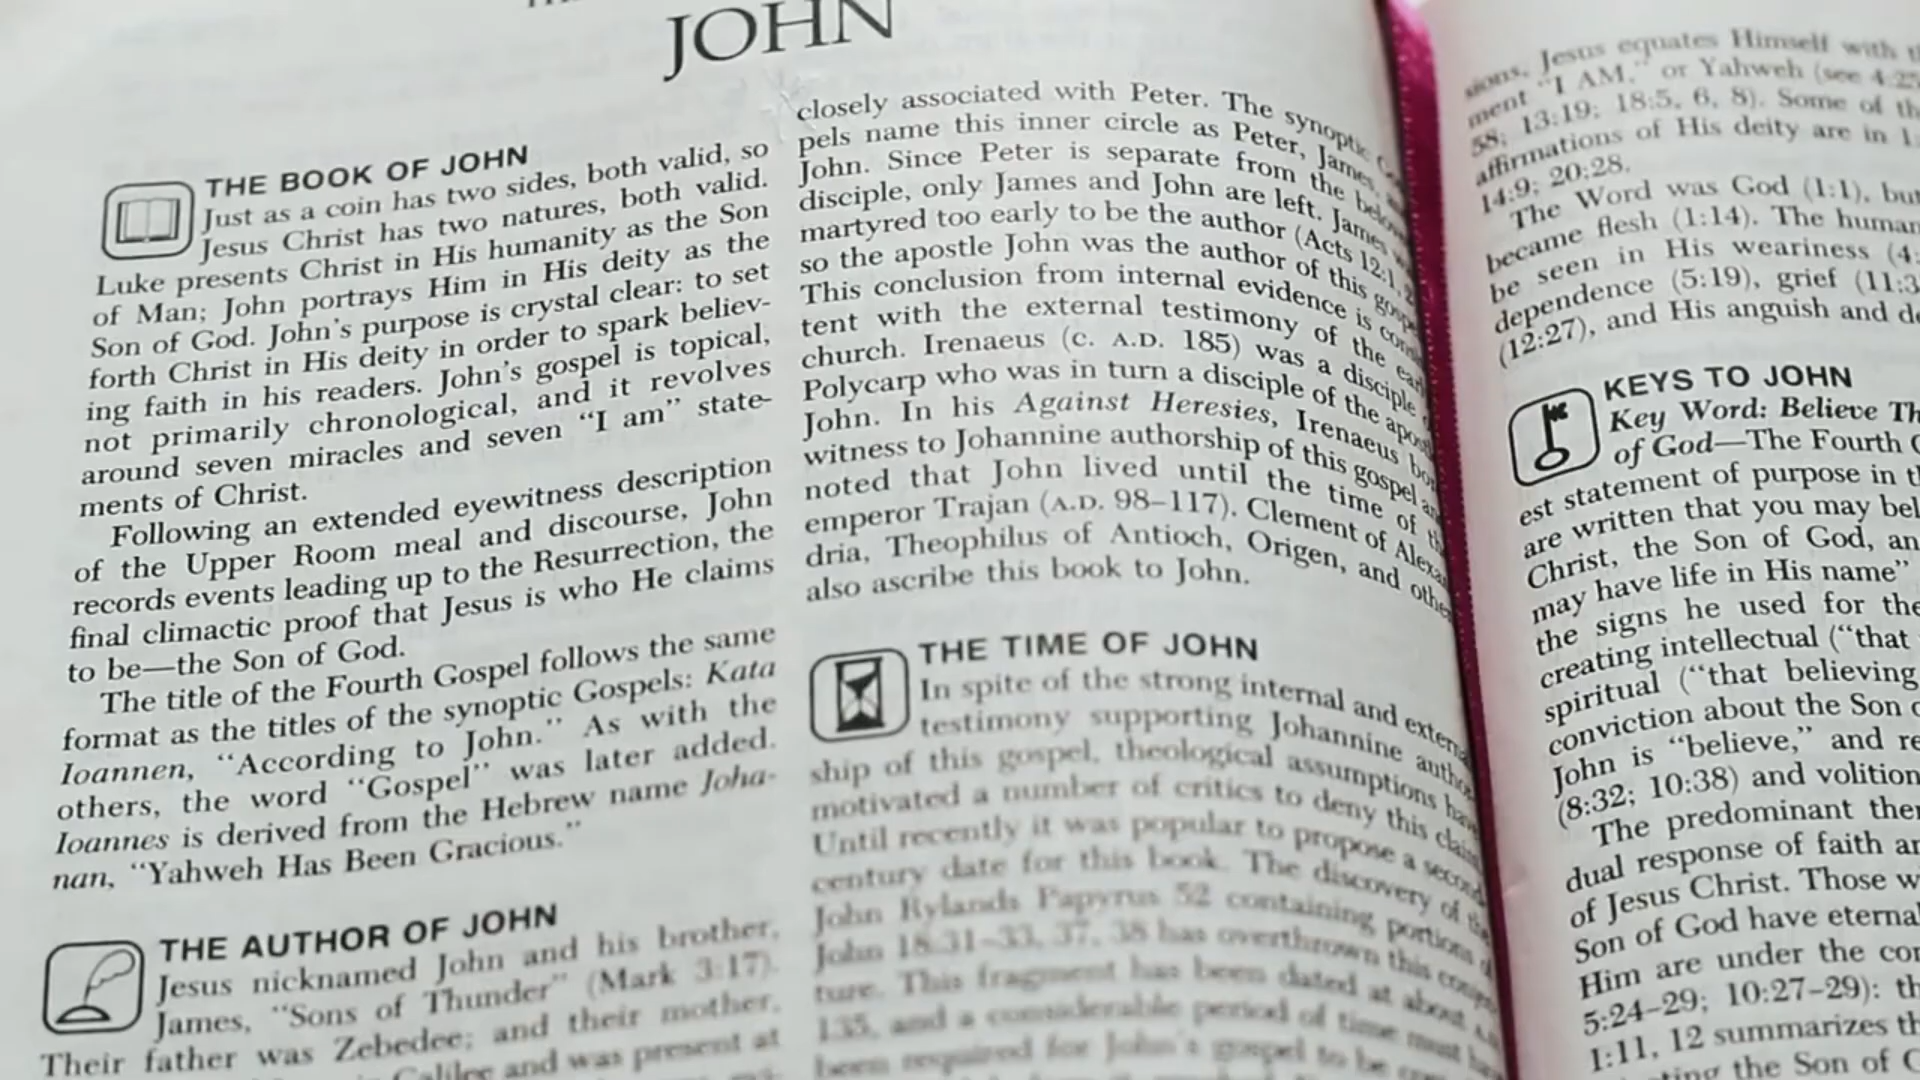 JOHN
THE BOOK OF JOHN
Just as a coin has two sides, both valid, so
Jesus Christ has two natures, both valid.
Luke presents Christ in His humanity as the Son
of Man; John portrays Him in His deity as the
Son of God. John's purpose is crystal clear: to set
forth Christ in His deity in order to spark believ-
ing faith in his readers. John's gospel is topical,
not primarily chronological, and it revolves
around seven miracles and seven "I am" state-
ments of Christ.
Following an extended eyewitness description
of the Upper Room meal and discourse, John
records events leading up to the Resurrection, the
final climactic proof that Jesus is who He claims
to be—the Son of God.
The title of the Fourth Gospel follows the same
format as the titles of the synoptic Gospels: Kata
Ioannen, "According to John." As with the
others, the word "Gospel" was later added.
Ioannes is derived from the Hebrew name Joha-
nan, "Yahweh Has Been Gracious."
THE AUTHOR OF JOHN
Jesus nicknamed John and his brother,
James, "Sons of Thunder" (Mark 3:17).
Their father was Zebedee; and their mother,
Galilee and was present at
closely associated with Peter. The synoptic
pels name this inner circle as Peter, James,
John. Since Peter is separate from the
disciple, only James and John are left. James
martyred too early to be the author (Acts 12:1,
so the apostle John was the author of this
This conclusion from internal evidence is
tent with the external testimony of the
church. Irenaeus (c. A.D. 185) was a disciple
Polycarp who was in turn a disciple of the
John. In his Against Heresies, Irenaeus
witness to Johannine authorship of this gospel
noted that John lived until the time of
emperor Trajan (A.D. 98–117). Clement of
dria, Theophilus of Antioch, Origen, and
also ascribe this book to John.
THE TIME OF JOHN
In spite of the strong internal and
testimony supporting Johannine
ship of this gospel, theological assumptions
motivated a number of critics to deny this
Until recently it was popular to propose a
century date for this book. The discovery of
John Rylands Papyrus 52 containing portions
John 18:31–33, 37, 38 has overthrown this
ture. This fragment has been dated at about
135, and a considerable period of time must
been required for John's gospel to be
Jesus equates Himself with
ment "I AM," or Yahweh (see
58; 13:19; 18:5, 6, 8). Some of
affirmations of His deity are in
14:9; 20:28.
The Word was God (1:1), but
became flesh (1:14). The human
be seen in His weariness
dependence (5:19), grief
(12:27), and His anguish and
KEYS TO JOHN
Key Word: Believe
of God—The Fourth
est statement of purpose in
are written that you may
Christ, the Son of God,
may have life in His name"
the signs he used for
creating intellectual ("that
spiritual ("that believing
conviction about the Son
John is "believe," and
(8:32; 10:38) and
The predominant
dual response of faith
of Jesus Christ. Those
Son of God have eternal
Him are under the
5:24–29; 10:27–29):
1:11, 12 summarizes
the Son of